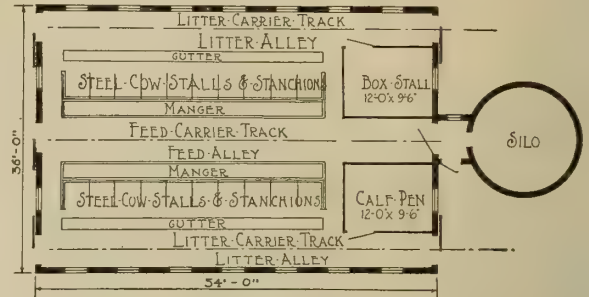 LITTER·CARRIER·TRACK
LITTER·ALLEY
GUTTER
STEEL·COW·STALLS & STANCHIONS
MANGER
BOX·STALL
12'-0"x 9'-6"
FEED·CARRIER·TRACK
SILO
FEED·ALLEY
MANGER
STEEL·COW·STALLS & STANCHIONS
CALF·PEN
12'-0"x 9'-6"
GUTTER
LITTER·CARRIER·TRACK
LITTER·ALLEY
36'-0"
54'-0"